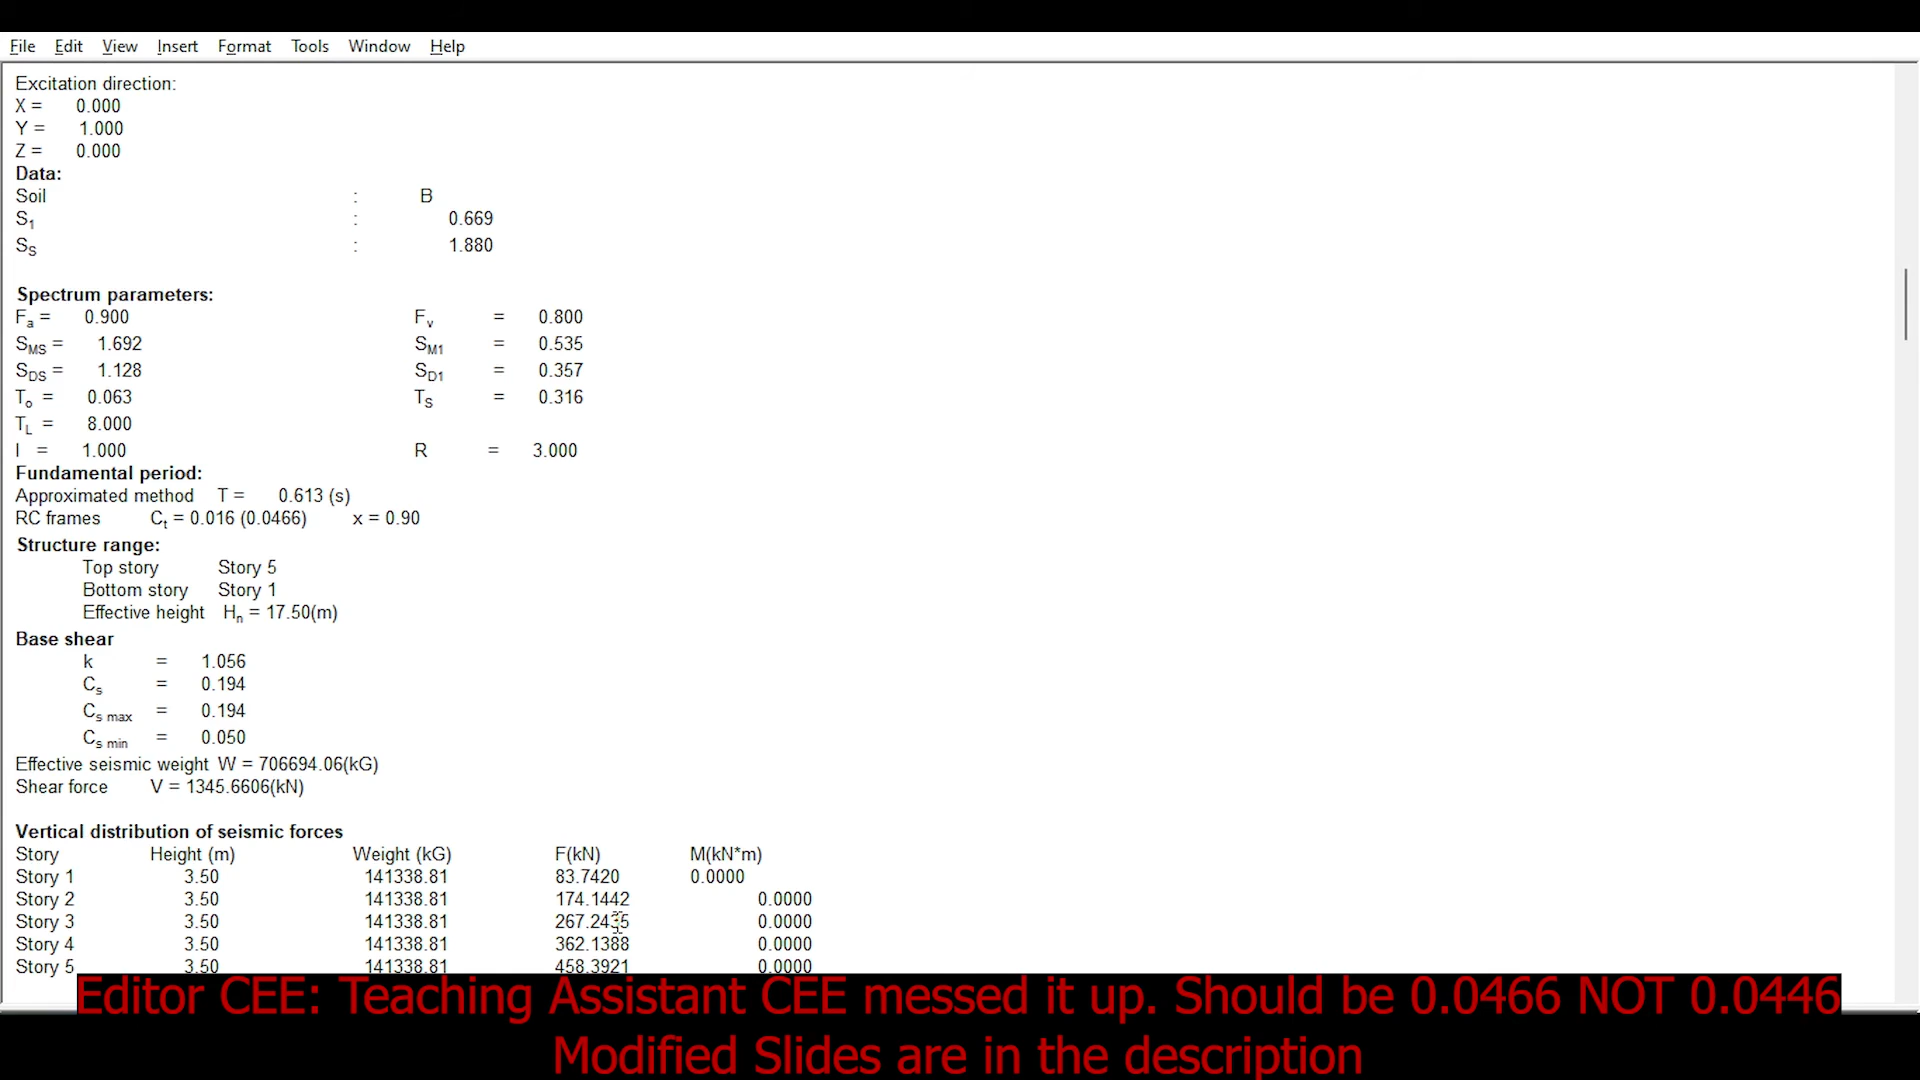 File Edit View Insert Format Tools Window Help
Excitation direction:
X = 0.000
Y = 1.000
Z = 0.000
Data:
Soil : B
S1 : 0.669
SS : 1.880
Spectrum parameters:
Fa = 0.900 Fv = 0.800
SMS = 1.692 SM1 = 0.535
SDS = 1.128 SD1 = 0.357
To = 0.063 TS = 0.316
TL = 8.000
I = 1.000 R = 3.000
Fundamental period:
Approximated method T = 0.613 (s)
RC frames Ct = 0.016 (0.0466) x = 0.90
Structure range:
Top story Story 5
Bottom story Story 1
Effective height Hn = 17.50(m)
Base shear
k = 1.056
Cs = 0.194
Cs max = 0.194
Cs min = 0.050
Effective seismic weight W = 706694.06(kG)
Shear force V = 1345.6606(kN)
Vertical distribution of seismic forces
Story Height (m) Weight (kG) F(kN) M(kN*m)
Story 1 3.50 141338.81 83.7420 0.0000
Story 2 3.50 141338.81 174.1442 0.0000
Story 3 3.50 141338.81 267.2435 0.0000
Story 4 3.50 141338.81 362.1388 0.0000
Story 5 3.50 141338.81 458.3921 0.0000
Editor CEE: Teaching Assistant CEE messed it up. Should be 0.0466 NOT 0.0446
Modified Slides are in the description